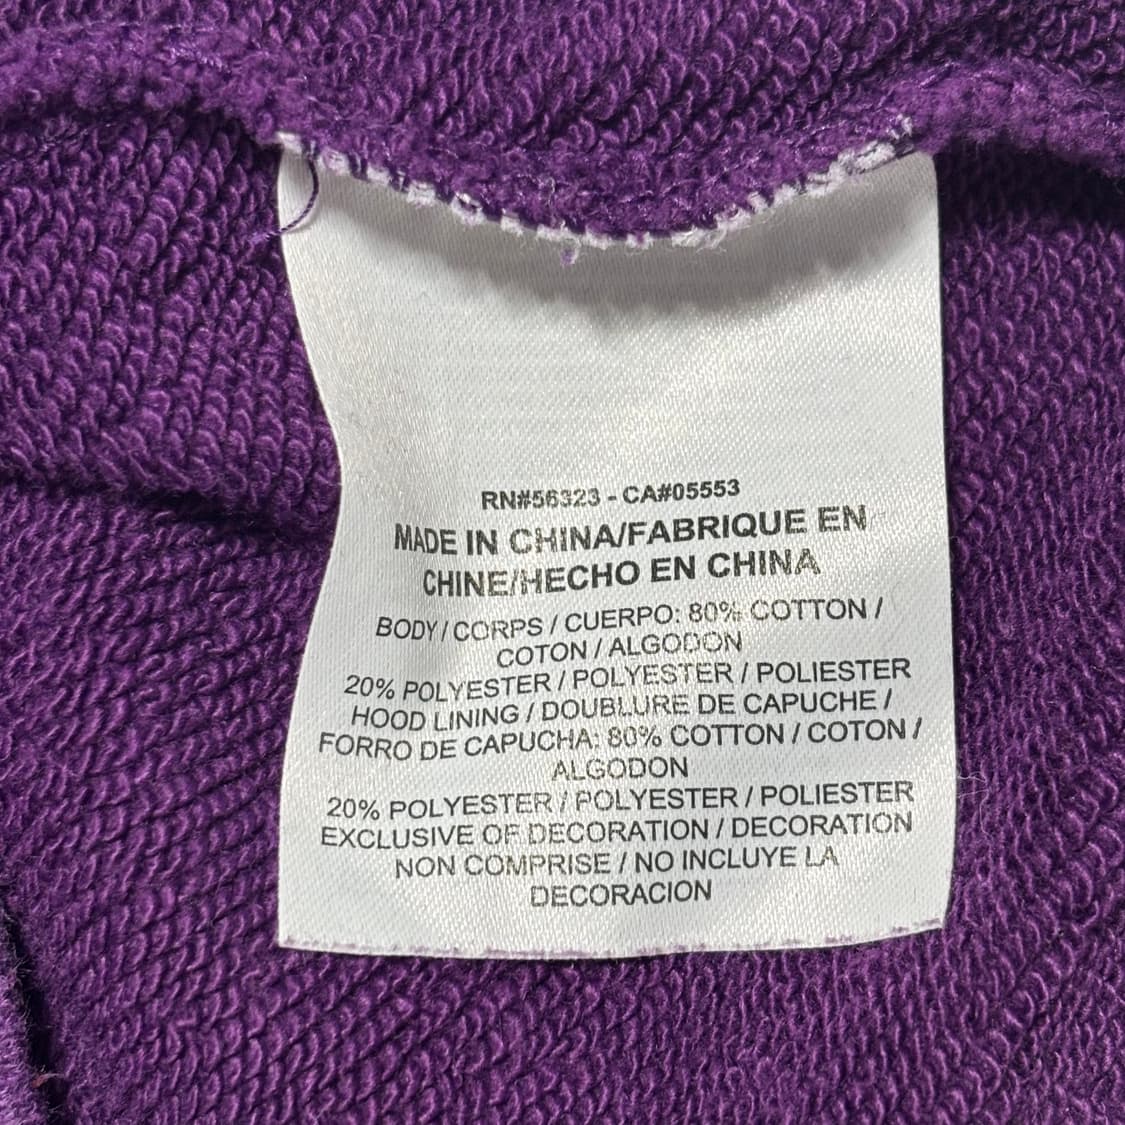 RN#56323 - CA#05553
MADE IN CHINA/FABRIQUE EN
CHINE/HECHO EN CHINA
BODY / CORPS / CUERPO: 80% COTTON /
COTON / ALGODON
20% POLYESTER / POLYESTER / POLIESTER
HOOD LINING / DOUBLURE DE CAPUCHE /
FORRO DE CAPUCHA: 80% COTTON / COTON /
ALGODON
20% POLYESTER / POLYESTER / POLIESTER
EXCLUSIVE OF DECORATION / DECORATION
NON COMPRISE / NO INCLUYE LA
DECORACION